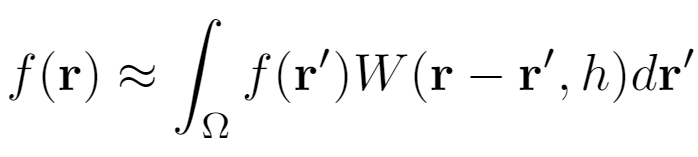 f(𝐫) ≈ ∫_Ω f(𝐫′)W(𝐫 − 𝐫′, h)d𝐫′